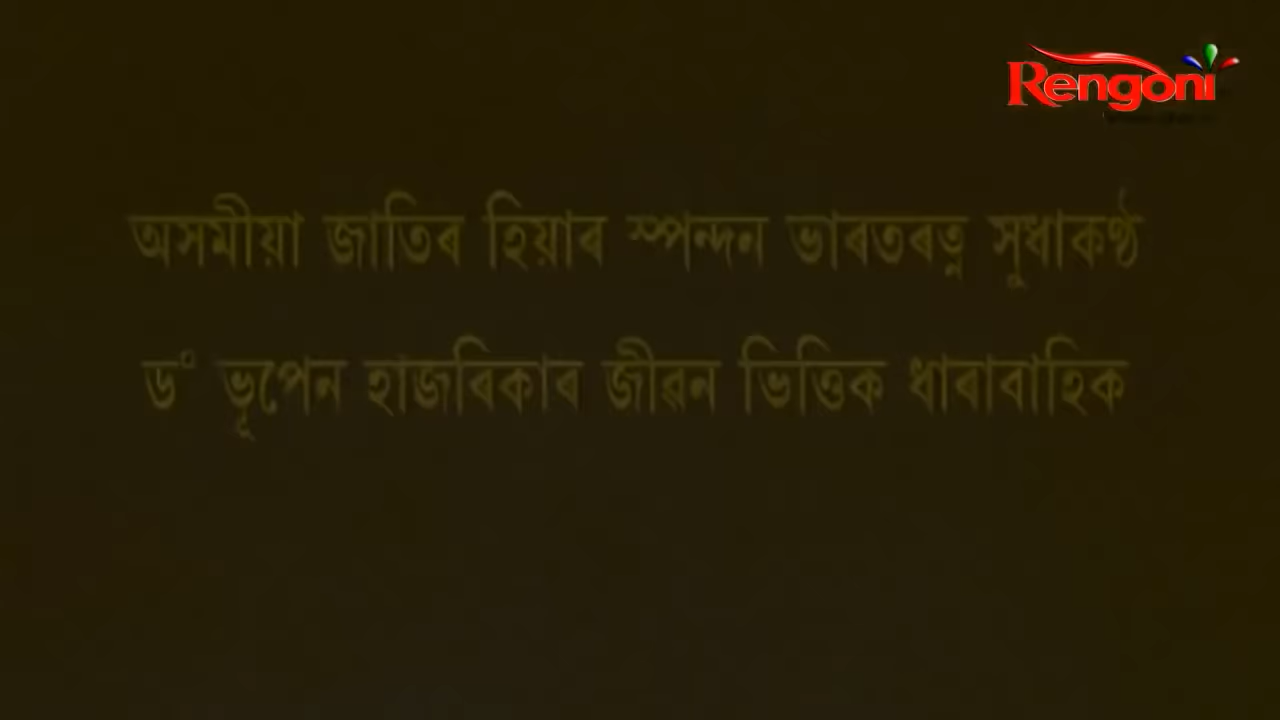 Rengoni
অসমীয়া জাতিৰ হিয়াৰ স্পন্দন ভাৰতৰত্ন সুধাকণ্ঠ
ড° ভূপেন হাজৰিকাৰ জীৱন ভিত্তিক ধাৰাবাহিক